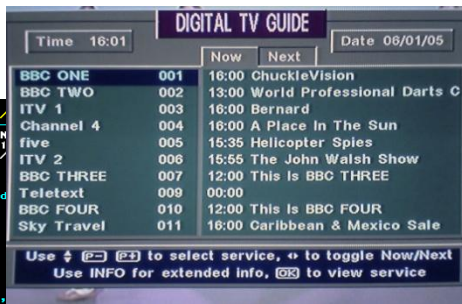 DIGITAL TV GUIDE
Time 16:01
Date 06/01/05
Now Next
BBC ONE 001 16:00 ChuckleVision
BBC TWO 002 13:00 World Professional Darts C
ITV 1 003 16:00 Bernard
Channel 4 004 16:00 A Place In The Sun
five 005 15:35 Helicopter Spies
ITV 2 006 15:55 The John Walsh Show
BBC THREE 007 12:00 This Is BBC THREE
Teletext 009 00:00
BBC FOUR 010 12:00 This Is BBC FOUR
Sky Travel 011 16:00 Caribbean & Mexico Sale
Use P- P+ to select service, to toggle Now/Next
Use INFO for extended info, OK to view service